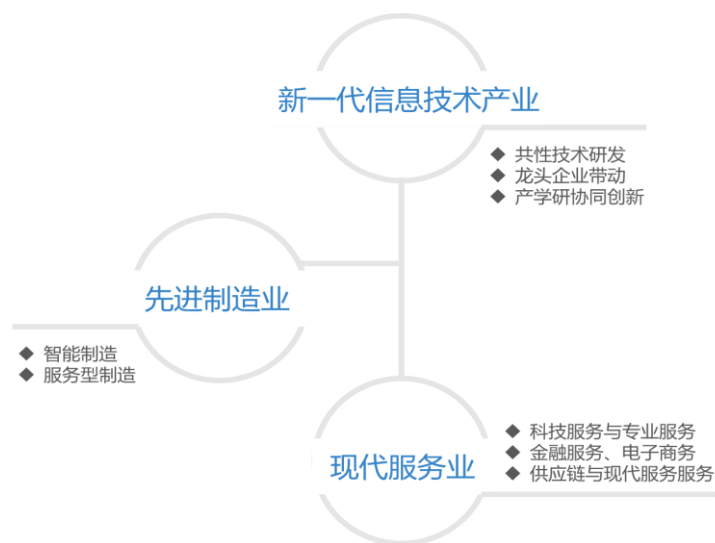 新一代信息技术产业
◆ 共性技术研发
◆ 龙头企业带动
◆ 产学研协同创新
先进制造业
◆ 智能制造
◆ 服务型制造
现代服务业
◆ 科技服务与专业服务
◆ 金融服务、电子商务
◆ 供应链与现代服务服务